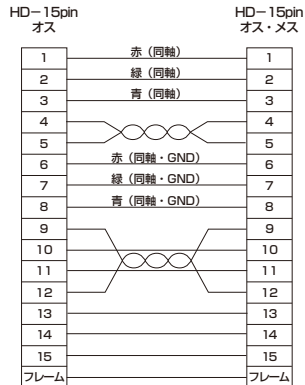 HD−15pin HD−15pin
オス オス・メス
1 赤（同軸） 1
2 緑（同軸） 2
3 青（同軸） 3
4 4
5 5
6 赤（同軸・GND） 6
7 緑（同軸・GND） 7
8 青（同軸・GND） 8
9 9
10 10
11 11
12 12
13 13
14 14
15 15
フレーム フレーム